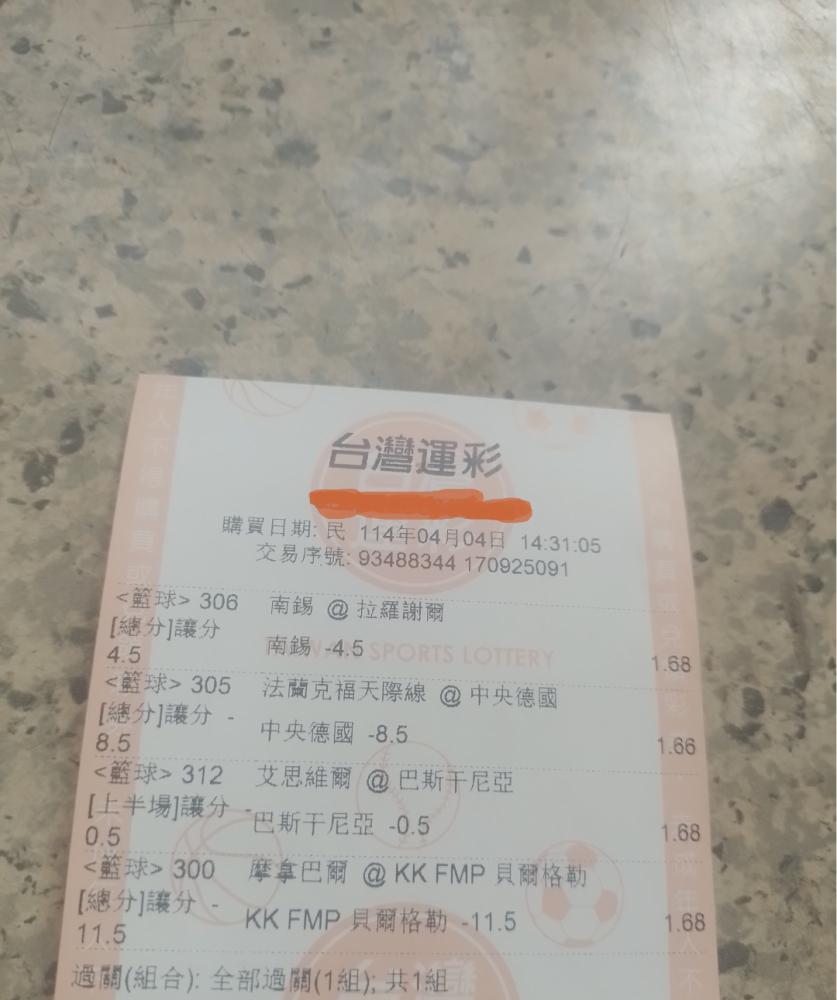 台灣運彩
購買日期: 民 114年04月04日 14:31:05
交易序號: 93488344 170925091
<籃球> 306 南錫 @ 拉羅謝爾
[總分]讓分
4.5 南錫 -4.5 1.68
TAIWAN SPORTS LOTTERY
<籃球> 305 法蘭克福天際線 @ 中央德國
[總分]讓分 -
8.5 中央德國 -8.5 1.66
<籃球> 312 艾思維爾 @ 巴斯干尼亞
[上半場]讓分 -
0.5 巴斯干尼亞 -0.5 1.68
<籃球> 300 摩拿巴爾 @ KK FMP 貝爾格勒
[總分]讓分 -
11.5 KK FMP 貝爾格勒 -11.5 1.68
過關(組合): 全部過關(1組); 共1組